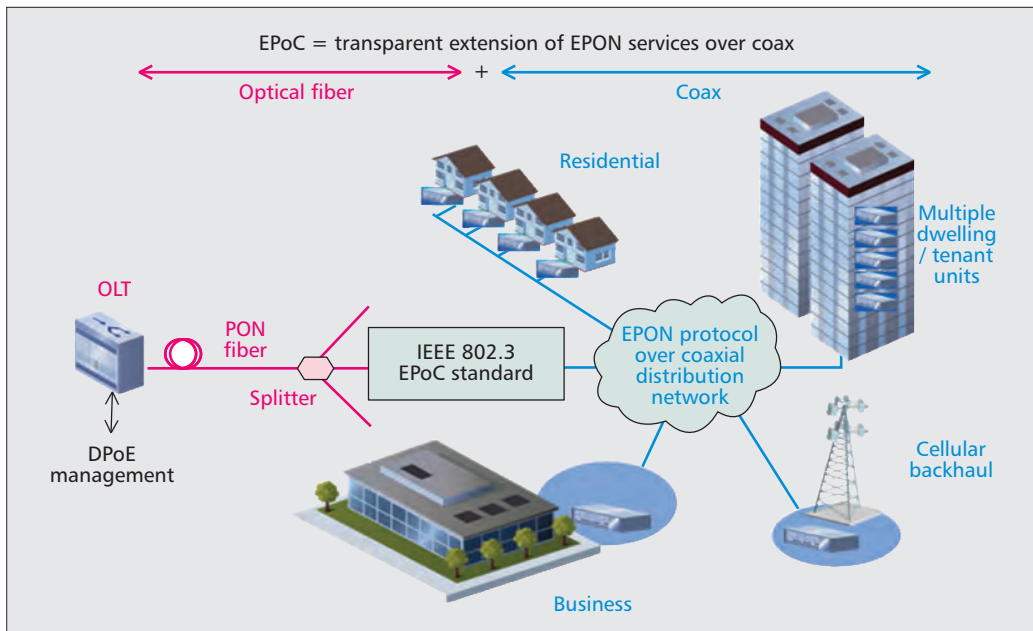 EPoC = transparent extension of EPON services over coax
+
Optical fiber
Coax
Residential
Multiple
dwelling
/ tenant
units
OLT
PON
fiber
Splitter
IEEE 802.3
EPoC standard
EPON protocol
over coaxial
distribution
network
DPoE
management
Cellular
backhaul
Business